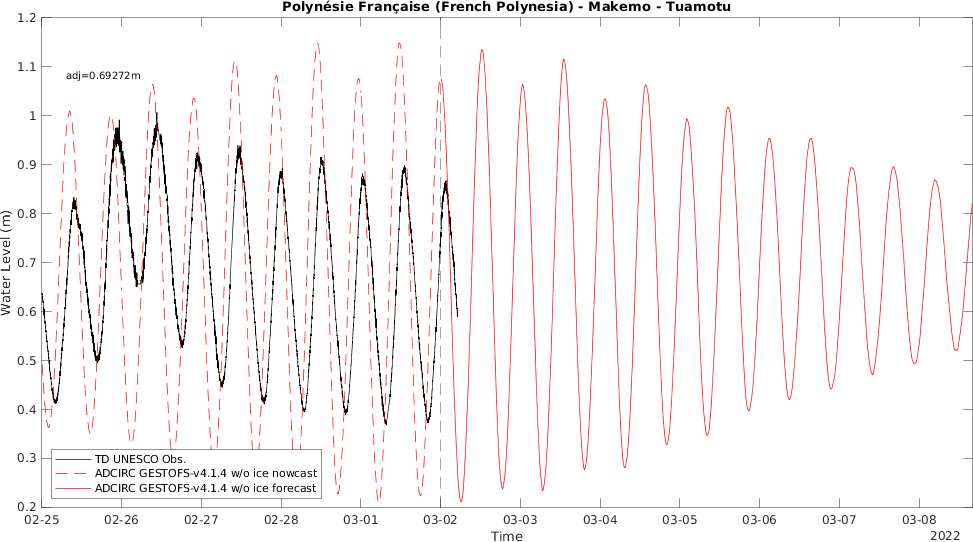 Polynésie Française (French Polynesia) - Makemo - Tuamotu
1.2
1.1
1
0.9
0.8
0.7
0.6
0.5
0.4
0.3
0.2
Water Level (m)
adj=0.69272m
TD UNESCO Obs.
ADCIRC GESTOFS-v4.1.4 w/o ice nowcast
ADCIRC GESTOFS-v4.1.4 w/o ice forecast
02-25 02-26 02-27 02-28 03-01 03-02 03-03 03-04 03-05 03-06 03-07 03-08
Time
2022